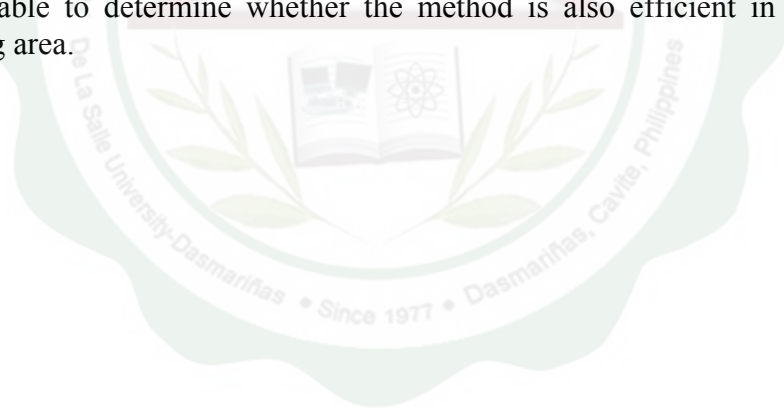 able to determine whether the method is also efficient in
g area.
De La Salle University-Dasmariñas • Since 1977 • Dasmariñas, Cavite, Philippines